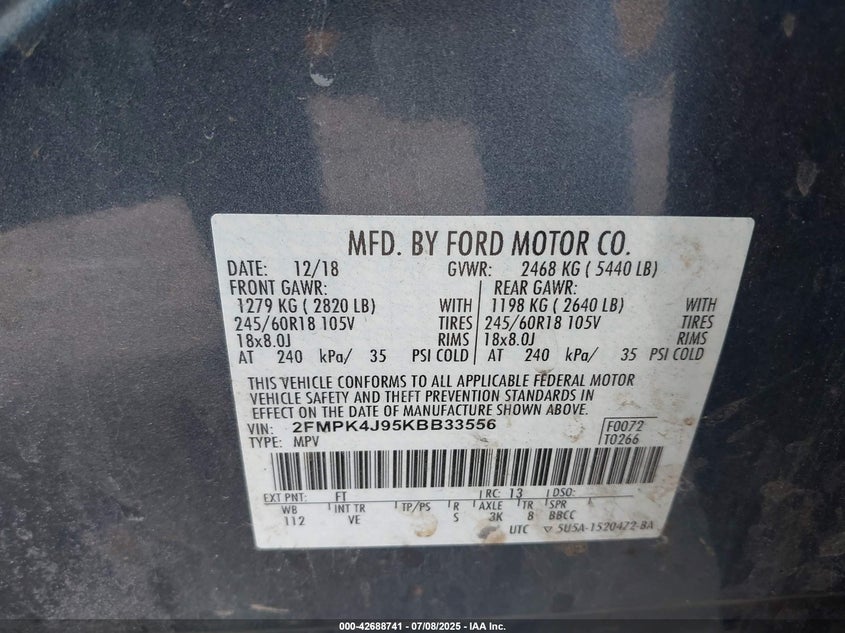 MFD. BY FORD MOTOR CO.
DATE: 12/18 GVWR: 2468 KG ( 5440 LB)
FRONT GAWR: REAR GAWR:
1279 KG ( 2820 LB) WITH 1198 KG ( 2640 LB) WITH
245/60R18 105V TIRES 245/60R18 105V TIRES
18x8.0J RIMS 18x8.0J RIMS
AT 240 kPa/ 35 PSI COLD AT 240 kPa/ 35 PSI COLD
THIS VEHICLE CONFORMS TO ALL APPLICABLE FEDERAL MOTOR
VEHICLE SAFETY AND THEFT PREVENTION STANDARDS IN
EFFECT ON THE DATE OF MANUFACTURE SHOWN ABOVE.
VIN: 2FMPK4J95KBB33556 F0072
TYPE: MPV T0266
EXT PNT: FT RC: 13 DSO:
WB INT TR TP/PS R AXLE TR SPR
112 VE S 3K 8 BBCC
UTC ▽ 5U5A-1520472-BA
000-42688741 / 07/08/2025 - IAA Inc.